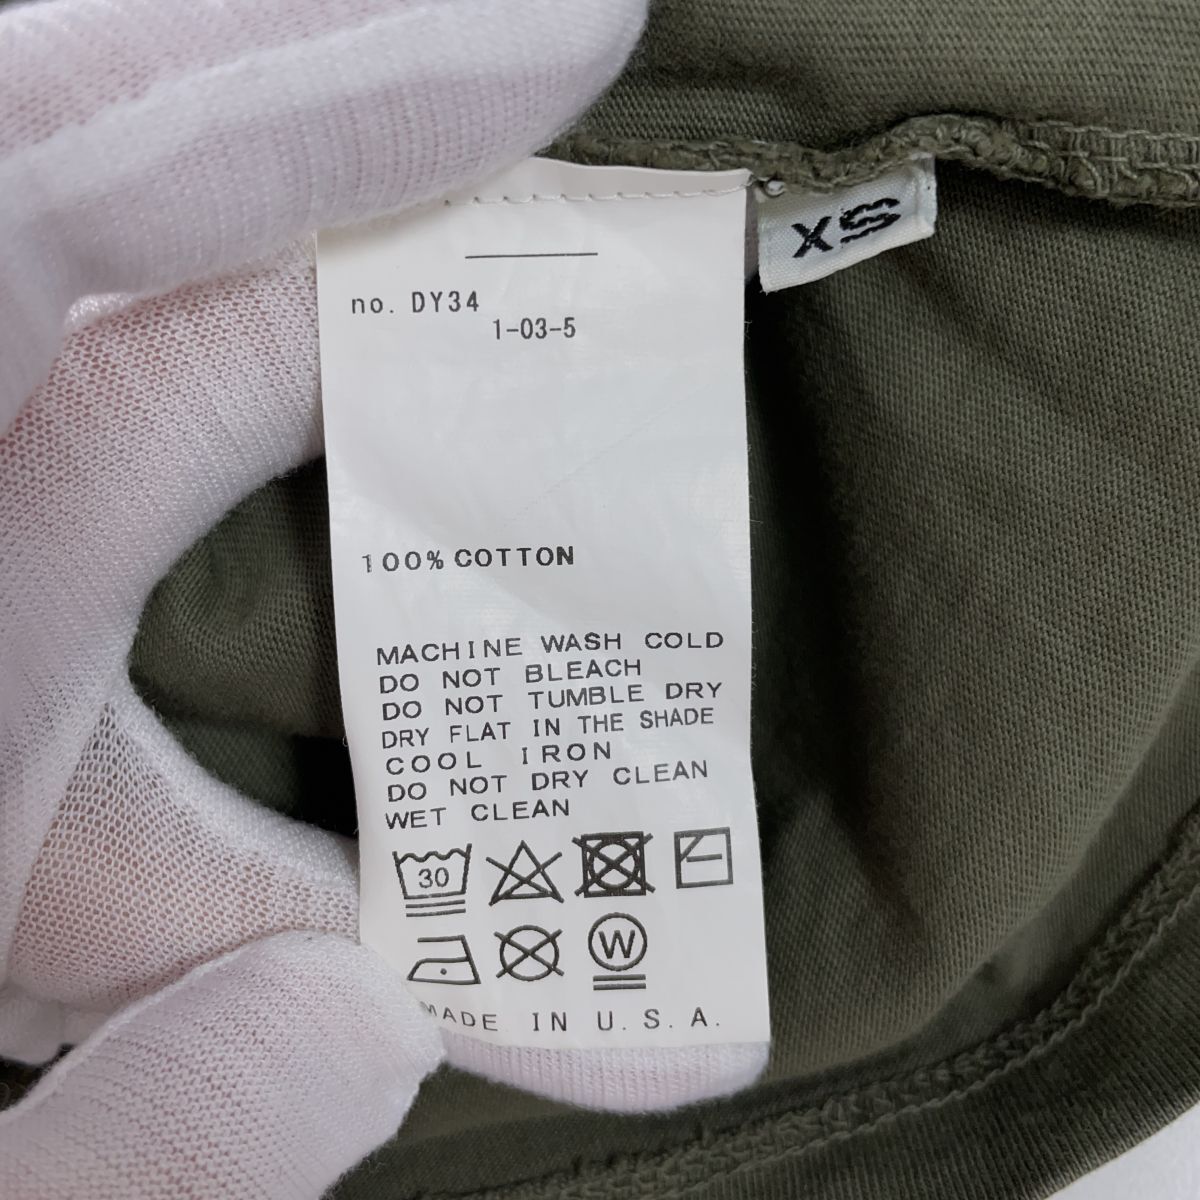 XS
no. DY34
1-03-5
100% COTTON
MACHINE WASH COLD
DO NOT BLEACH
DO NOT TUMBLE DRY
DRY FLAT IN THE SHADE
COOL IRON
DO NOT DRY CLEAN
WET CLEAN
30
W
MADE IN U.S.A.